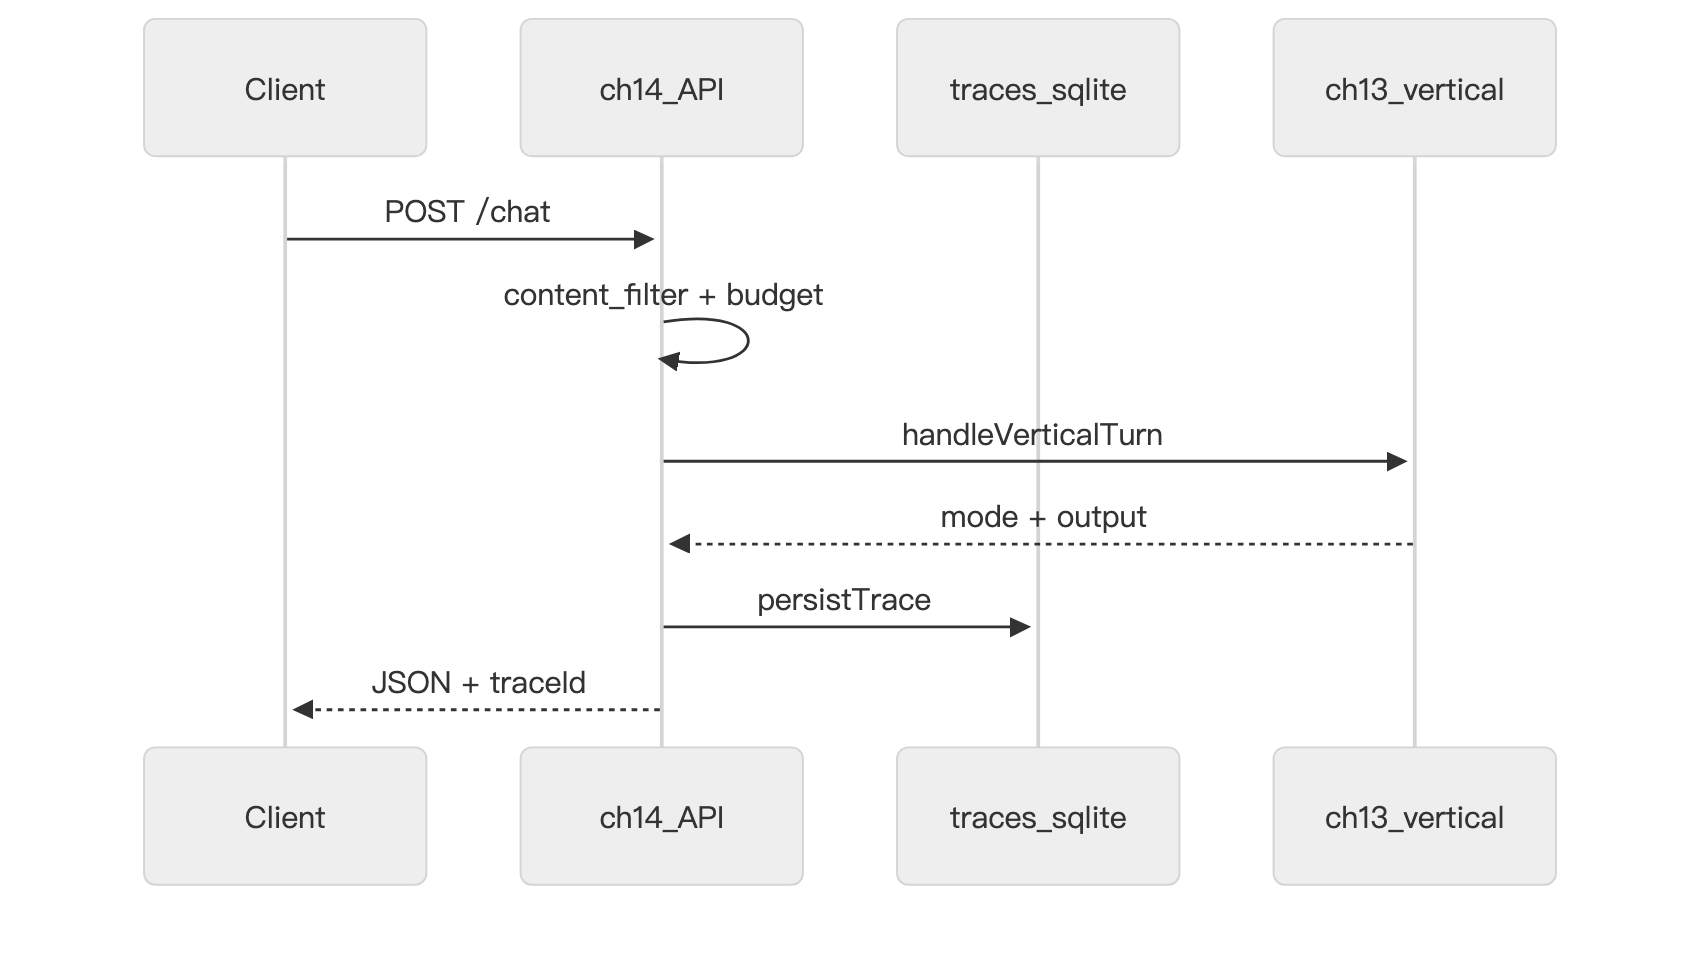 Client
ch14_API
traces_sqlite
ch13_vertical
POST /chat
content_filter + budget
handleVerticalTurn
mode + output
persistTrace
JSON + traceId
Client
ch14_API
traces_sqlite
ch13_vertical